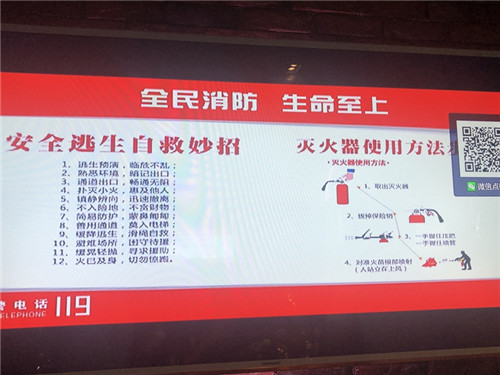 全民消防 生命至上
安全逃生自救妙招
1、逃生预演，临危不乱；
2、熟悉环境，暗记出口；
3、通道出口，畅通无阻；
4、扑灭小火，惠及他人；
5、镇静辨向，迅速撤离；
6、不入险地，不贪财物；
7、简易防护，蒙鼻匍匐；
8、善用通道，莫入电梯；
9、缓降逃生，滑绳自救；
10、避难场所，固守待援；
11、缓晃轻抛，寻求援助；
12、火已及身，切勿惊跑。
灭火器使用方法
·灭火器使用方法：
1、取出灭火器
2、拔掉保险销
3、一手握住压把
一手握住喷管
4、对准火苗根部喷射
（人站立在上风）
微信点
警电话 119
ELEPHONE